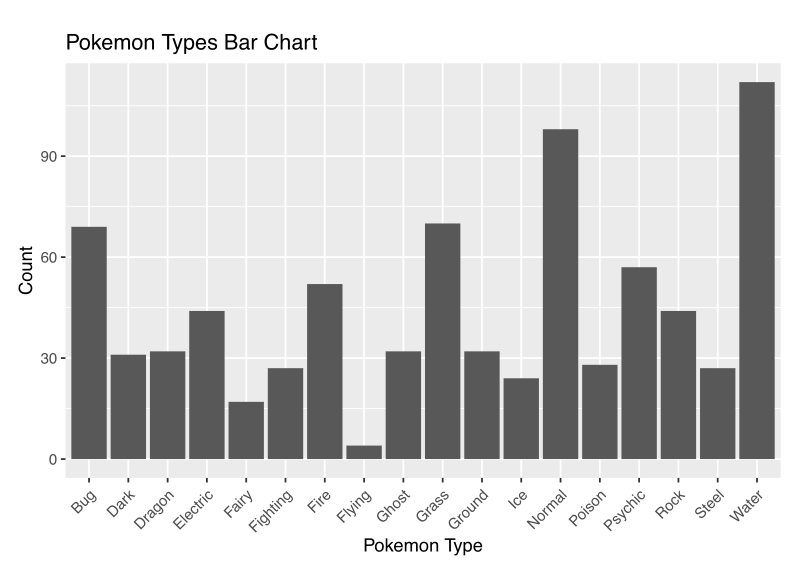 Pokemon Types Bar Chart
Count
90
60
30
0
Bug
Dark
Dragon
Electric
Fairy
Fighting
Fire
Flying
Ghost
Grass
Ground
Ice
Normal
Poison
Psychic
Rock
Steel
Water
Pokemon Type